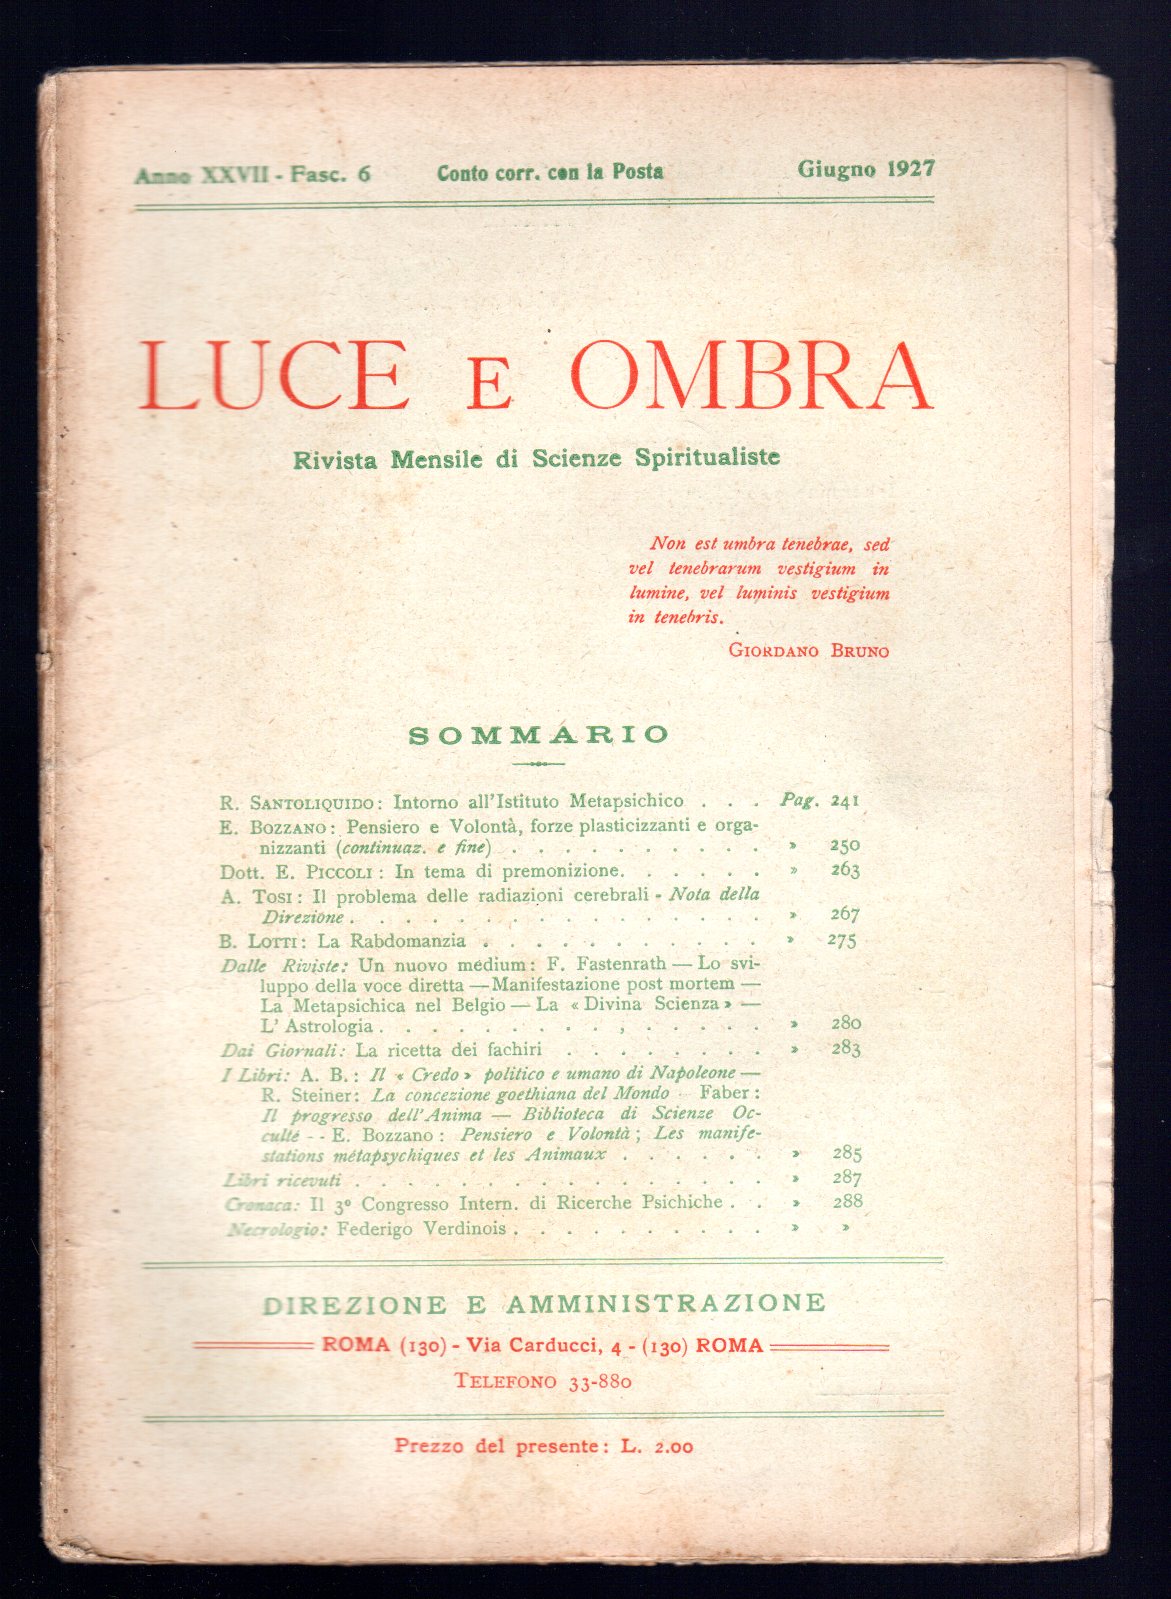 Anno XXVII - Fasc. 6 Conto corr. con la Posta Giugno 1927
LUCE E OMBRA
Rivista Mensile di Scienze Spiritualiste
Non est umbra tenebrae, sed
vel tenebrarum vestigium in
lumine, vel luminis vestigium
in tenebris.
GIORDANO BRUNO
SOMMARIO
R. SANTOLIQUIDO: Intorno all'Istituto Metapsichico . . . Pag. 241
E. BOZZANO: Pensiero e Volontà, forze plasticizzanti e orga-
nizzanti (continuaz. e fine) . . . . . . . . . . » 250
Dott. E. PICCOLI: In tema di premonizione. . . . . . » 263
A. TOSI: Il problema delle radiazioni cerebrali - Nota della
Direzione . . . . . . . . . . . . . . . . » 267
B. LOTTI: La Rabdomanzia . . . . . . . . . . . » 275
Dalle Riviste: Un nuovo médium: F. Fastenrath — Lo svi-
luppo della voce diretta — Manifestazione post mortem —
La Metapsichica nel Belgio — La « Divina Scienza » —
L' Astrologia . . . . . . . . . , . . . . . » 280
Dai Giornali: La ricetta dei fachiri . . . . . . . . » 283
I Libri: A. B.: Il « Credo » politico e umano di Napoleone —
R. Steiner: La concezione goethiana del Mondo - Faber:
Il progresso dell'Anima — Biblioteca di Scienze Oc-
culte - - E. Bozzano: Pensiero e Volontà; Les manife-
stations métapsychiques et les Animaux . . . . . . » 285
Libri ricevuti . . . . . . . . . . . . . . . . » 287
Cronaca: Il 3º Congresso Intern. di Ricerche Psichiche . . » 288
Necrologio: Federigo Verdinois . . . . . . . . . . » »
DIREZIONE E AMMINISTRAZIONE
ROMA (130) - Via Carducci, 4 - (130) ROMA
TELEFONO 33-880
Prezzo del presente: L. 2.00